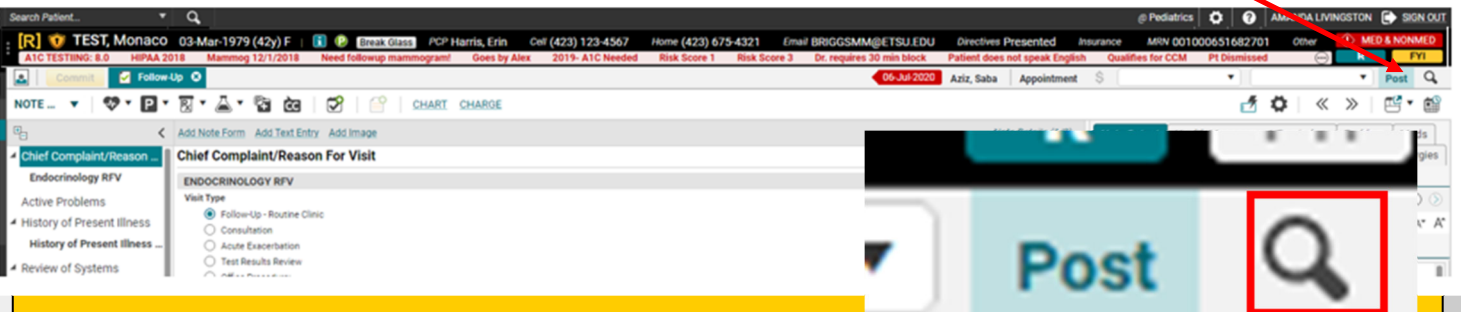 Search Patient...
@ Pediatrics
AMANDA LIVINGSTON SIGN OUT
[R] TEST, Monaco 03-Mar-1979 (42y) F Break Glass PCP Harris, Erin Cell (423) 123-4567 Home (423) 675-4321 Email BRIGGSMM@ETSU.EDU Directives Presented Insurance MRN 001000651682701 Other MED & NONMED
A1C TESTIING: 8.0 HIPAA 2018 Mammog 12/1/2018 Need followup mammogram! Goes by Alex 2019- A1C Needed Risk Score 1 Risk Score 3 Dr. requires 30 min block Patient does not speak English Qualifies for CCM Pt Dismissed R FYI
Commit Follow-Up 06-Jul-2020 Aziz, Saba Appointment $ Post
NOTE ... CHART CHARGE
Add Note Form Add Text Entry Add Image
Chief Complaint/Reason ... Chief Complaint/Reason For Visit
Endocrinology RFV ENDOCRINOLOGY RFV
Visit Type
Active Problems Follow-Up - Routine Clinic
History of Present Illness Consultation
History of Present Illness ... Acute Exacerbation
Review of Systems Test Results Review
Post